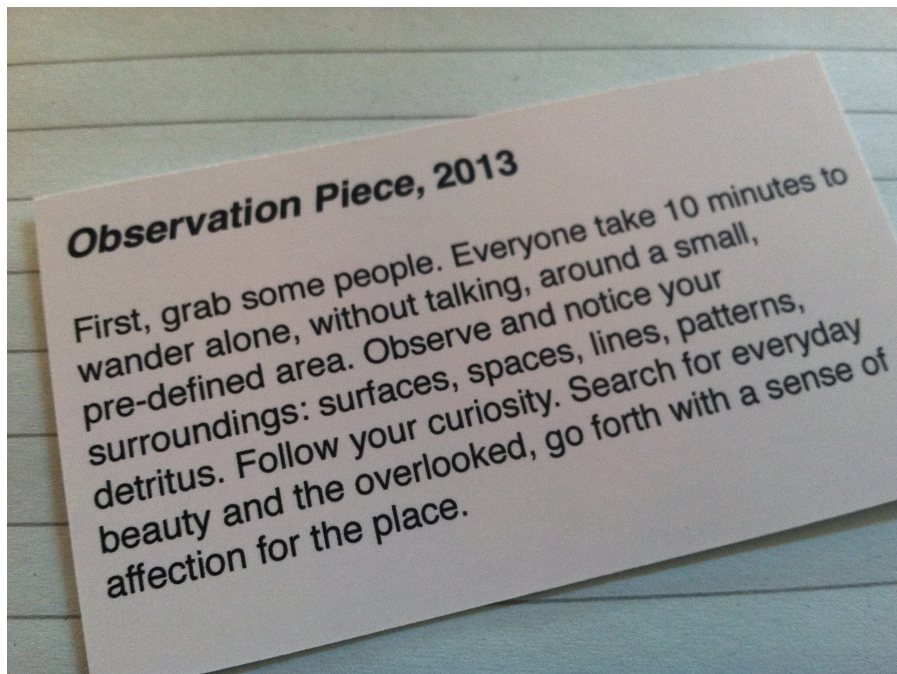 Observation Piece, 2013
First, grab some people. Everyone take 10 minutes to
wander alone, without talking, around a small,
pre-defined area. Observe and notice your
surroundings: surfaces, spaces, lines, patterns,
detritus. Follow your curiosity. Search for everyday
beauty and the overlooked, go forth with a sense of
affection for the place.